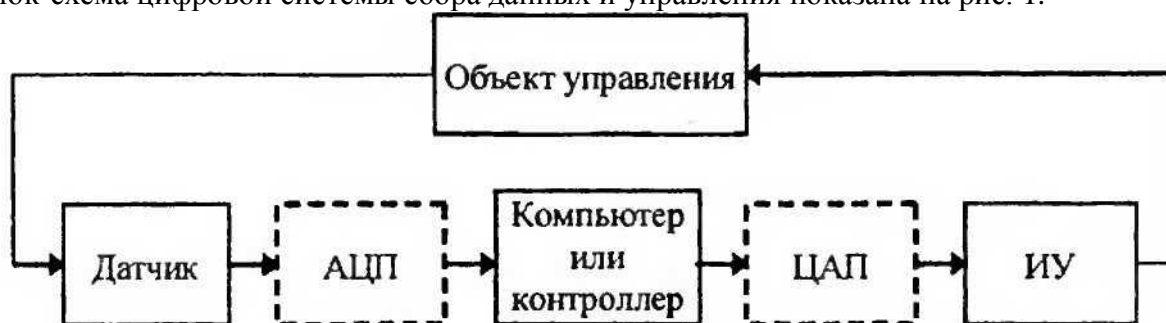 ок-схема цифровой системы сбора данных и управления показана на рис. 1.
Объект управления
Датчик
АЦП
Компьютер
или
контроллер
ЦАП
ИУ